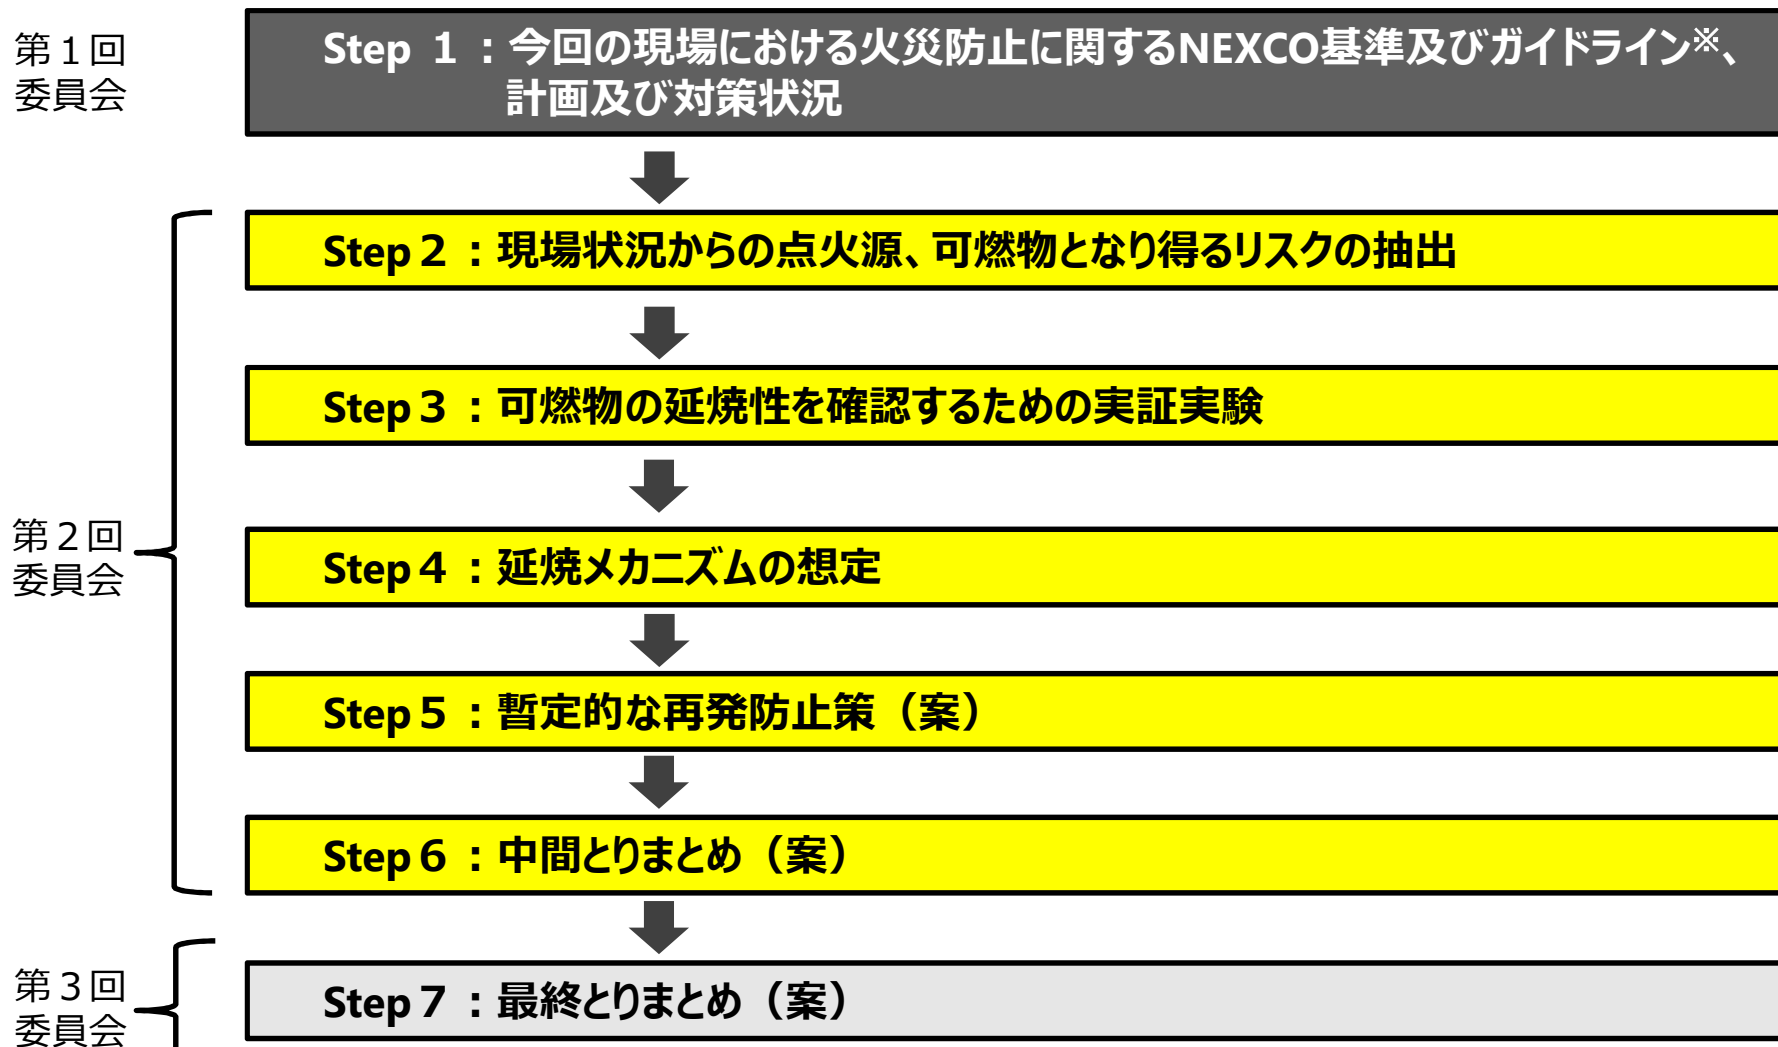 第１回
委員会
Step １：今回の現場における火災防止に関するNEXCO基準及びガイドライン※、
計画及び対策状況
Step２：現場状況からの点火源、可燃物となり得るリスクの抽出
Step３：可燃物の延焼性を確認するための実証実験
第２回
委員会
Step４：延焼メカニズムの想定
Step５：暫定的な再発防止策（案）
Step６：中間とりまとめ（案）
第３回
委員会
Step７：最終とりまとめ（案）